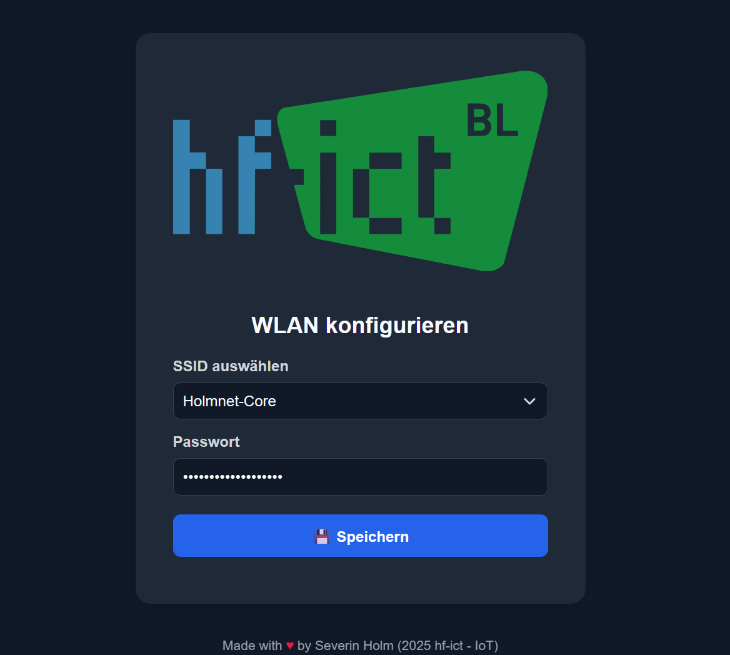 BL
hf-ict
WLAN konfigurieren
SSID auswählen
Holmnet-Core
Passwort
•••••••••••••••••••
💾 Speichern
Made with ♥ by Severin Holm (2025 hf-ict - IoT)